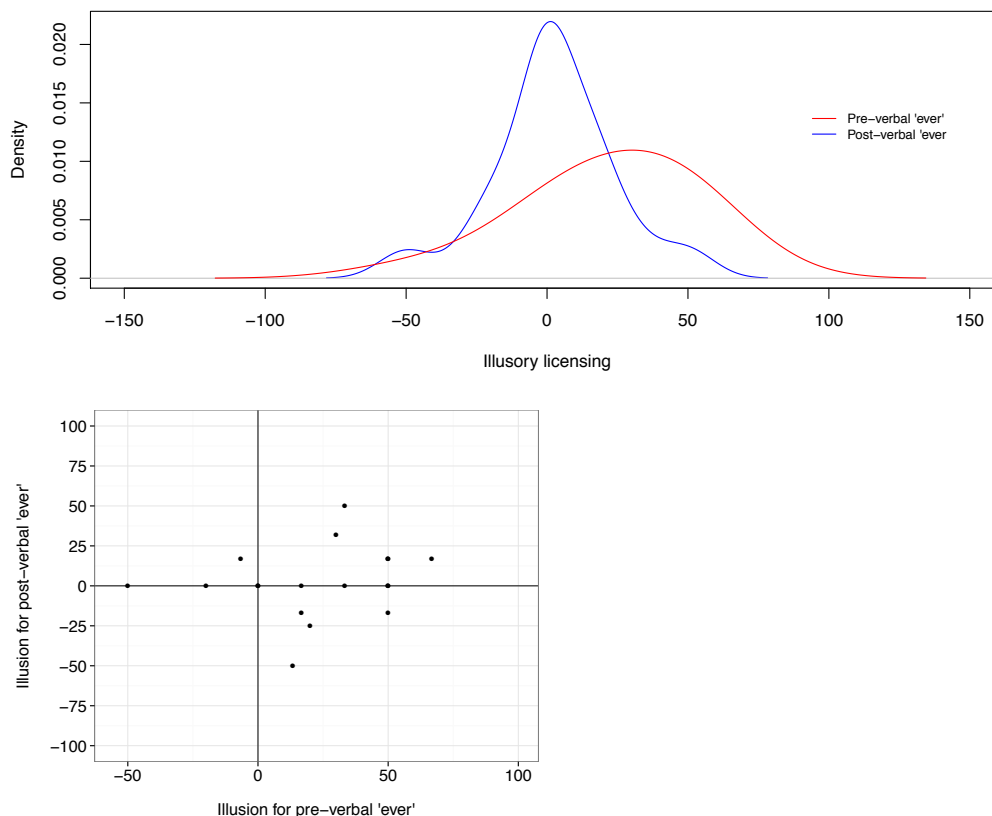 Density
0.000 0.005 0.010 0.015 0.020
−150 −100 −50 0 50 100 150
Illusory licensing
Pre−verbal 'ever'
Post−verbal 'ever
Illusion for post−verbal 'ever'
100
75
50
25
0
−25
−50
−75
−100
−50 0 50 100
Illusion for pre−verbal 'ever'